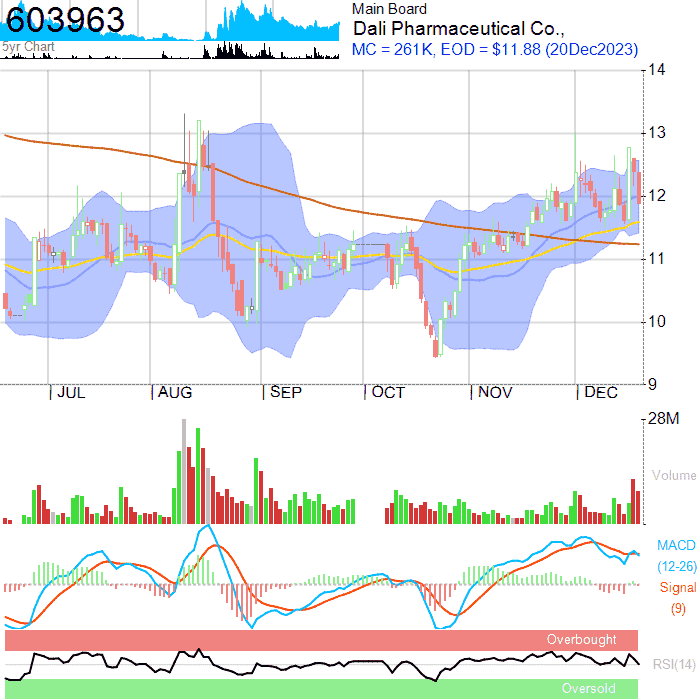 603963
5yr Chart
Main Board
Dali Pharmaceutical Co.,
MC = 261K, EOD = $11.88 (20Dec2023)
14
13
12
11
10
9
JUL AUG SEP OCT NOV DEC
28M
Volume
MACD
(12-26)
Signal
(9)
Overbought
RSI(14)
Oversold